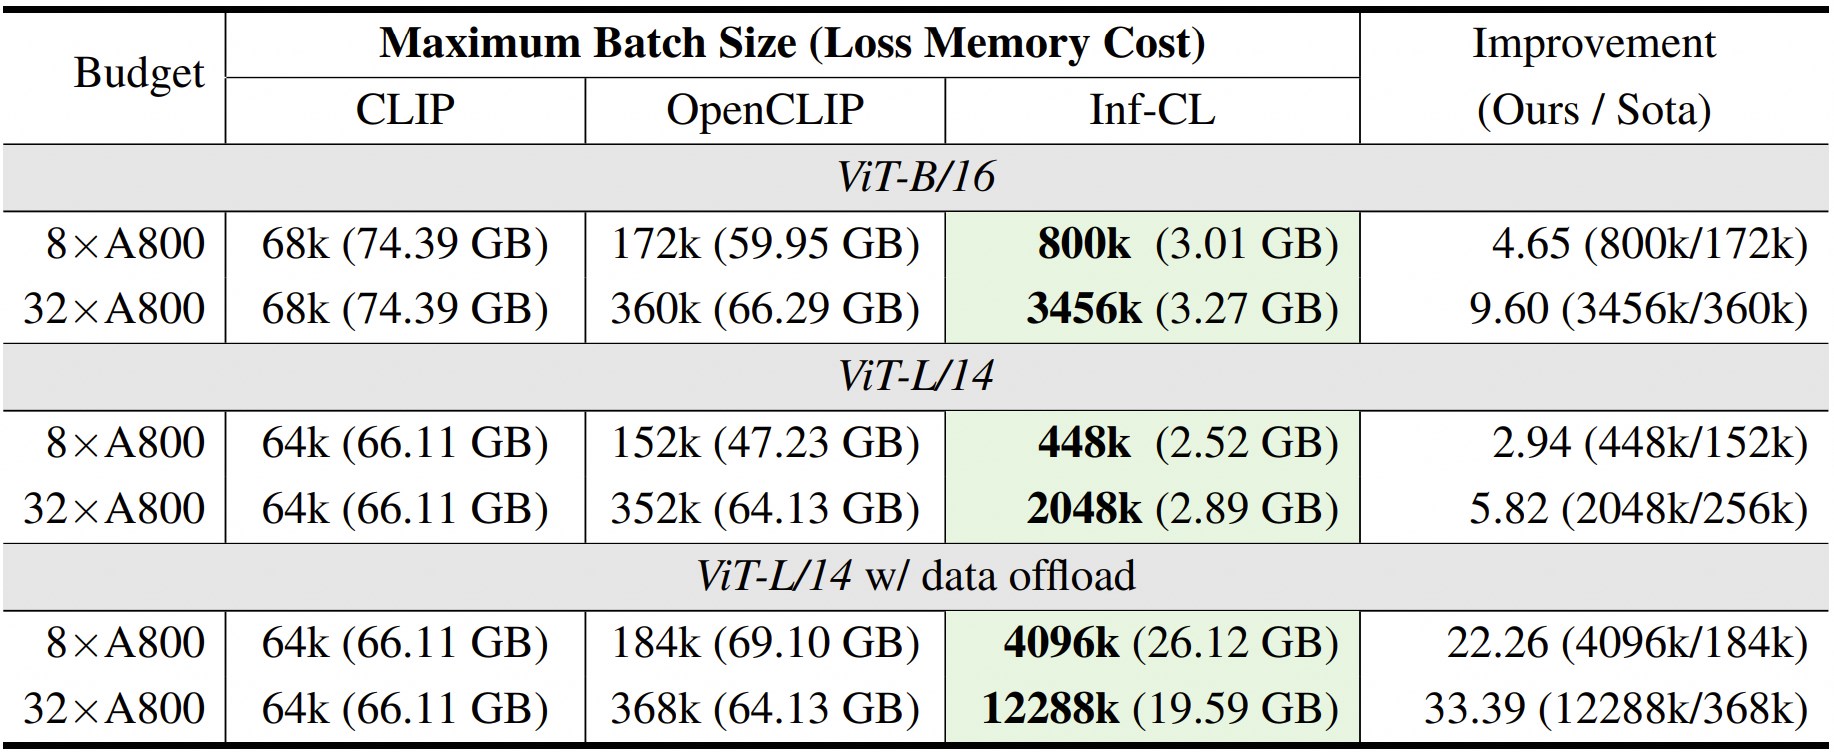 Budget Maximum Batch Size (Loss Memory Cost) Improvement
CLIP OpenCLIP Inf-CL (Ours / Sota)
ViT-B/16
8×A800 68k (74.39 GB) 172k (59.95 GB) 800k (3.01 GB) 4.65 (800k/172k)
32×A800 68k (74.39 GB) 360k (66.29 GB) 3456k (3.27 GB) 9.60 (3456k/360k)
ViT-L/14
8×A800 64k (66.11 GB) 152k (47.23 GB) 448k (2.52 GB) 2.94 (448k/152k)
32×A800 64k (66.11 GB) 352k (64.13 GB) 2048k (2.89 GB) 5.82 (2048k/256k)
ViT-L/14 w/ data offload
8×A800 64k (66.11 GB) 184k (69.10 GB) 4096k (26.12 GB) 22.26 (4096k/184k)
32×A800 64k (66.11 GB) 368k (64.13 GB) 12288k (19.59 GB) 33.39 (12288k/368k)